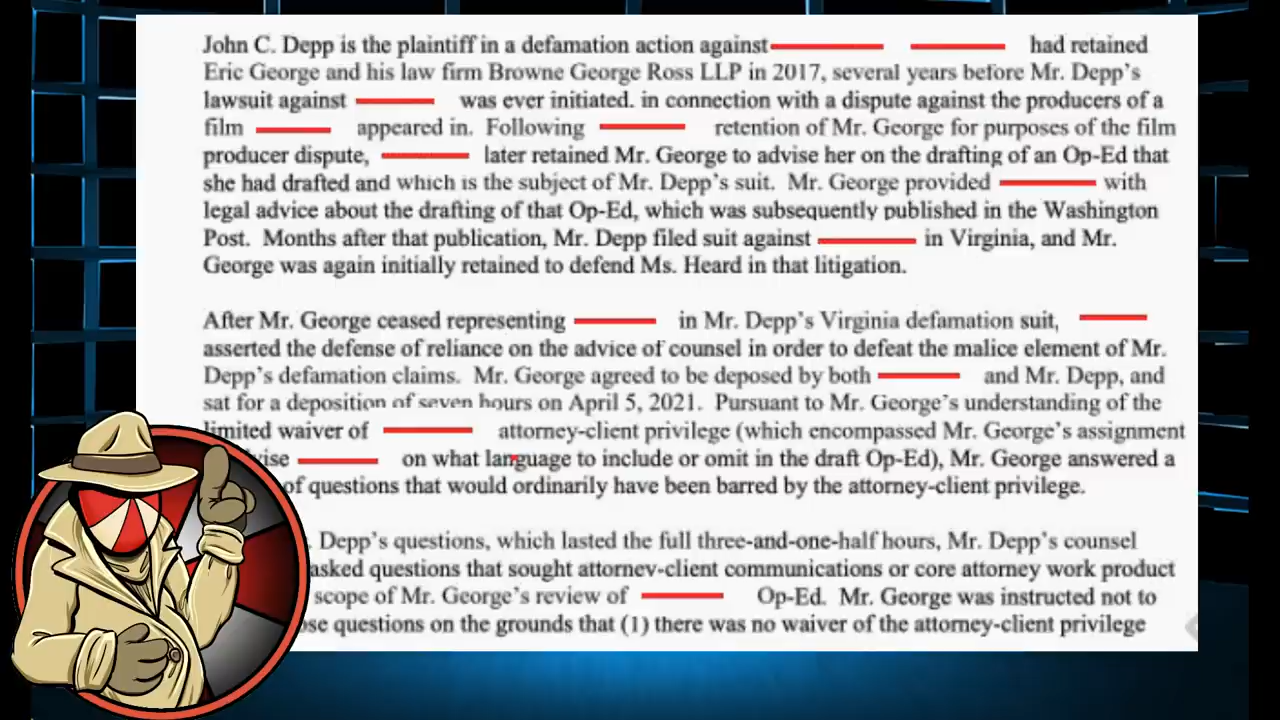 John C. Depp is the plaintiff in a defamation action against had retained
Eric George and his law firm Browne George Ross LLP in 2017, several years before Mr. Depp's
lawsuit against was ever initiated. in connection with a dispute against the producers of a
film appeared in. Following retention of Mr. George for purposes of the film
producer dispute, later retained Mr. George to advise her on the drafting of an Op-Ed that
she had drafted and which is the subject of Mr. Depp's suit. Mr. George provided with
legal advice about the drafting of that Op-Ed, which was subsequently published in the Washington
Post. Months after that publication, Mr. Depp filed suit against in Virginia, and Mr.
George was again initially retained to defend Ms. Heard in that litigation.
After Mr. George ceased representing in Mr. Depp's Virginia defamation suit,
asserted the defense of reliance on the advice of counsel in order to defeat the malice element of Mr.
Depp's defamation claims. Mr. George agreed to be deposed by both and Mr. Depp, and
sat for a deposition of seven hours on April 5, 2021. Pursuant to Mr. George's understanding of the
limited waiver of attorney-client privilege (which encompassed Mr. George's assignment
on what language to include or omit in the draft Op-Ed), Mr. George answered a
of questions that would ordinarily have been barred by the attorney-client privilege.
Depp's questions, which lasted the full three-and-one-half hours, Mr. Depp's counsel
asked questions that sought attorney-client communications or core attorney work product
scope of Mr. George's review of Op-Ed. Mr. George was instructed not to
questions on the grounds that (1) there was no waiver of the attorney-client privilege